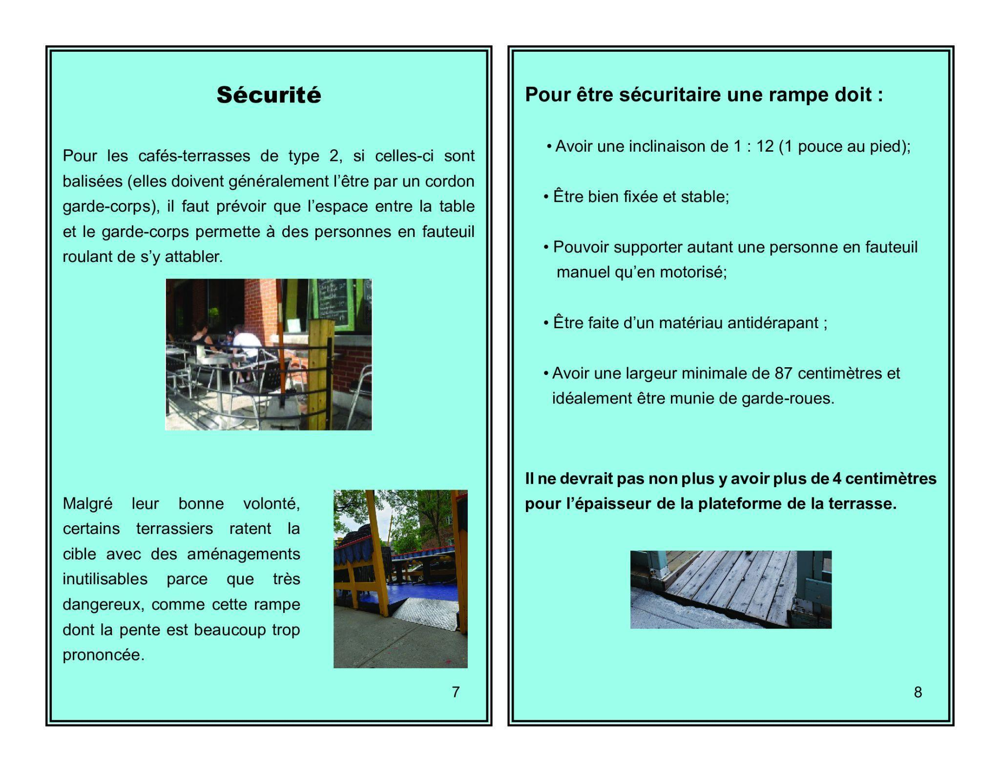 Sécurité
Pour les cafés-terrasses de type 2, si celles-ci sont
balisées (elles doivent généralement l’être par un cordon
garde-corps), il faut prévoir que l’espace entre la table
et le garde-corps permette à des personnes en fauteuil
roulant de s’y attabler.
Malgré leur bonne volonté,
certains terrassiers ratent la
cible avec des aménagements
inutilisables parce que très
dangereux, comme cette rampe
dont la pente est beaucoup trop
prononcée.
7
Pour être sécuritaire une rampe doit :
• Avoir une inclinaison de 1 : 12 (1 pouce au pied);
• Être bien fixée et stable;
• Pouvoir supporter autant une personne en fauteuil
manuel qu’en motorisé;
• Être faite d’un matériau antidérapant ;
• Avoir une largeur minimale de 87 centimètres et
idéalement être munie de garde-roues.
Il ne devrait pas non plus y avoir plus de 4 centimètres
pour l’épaisseur de la plateforme de la terrasse.
8